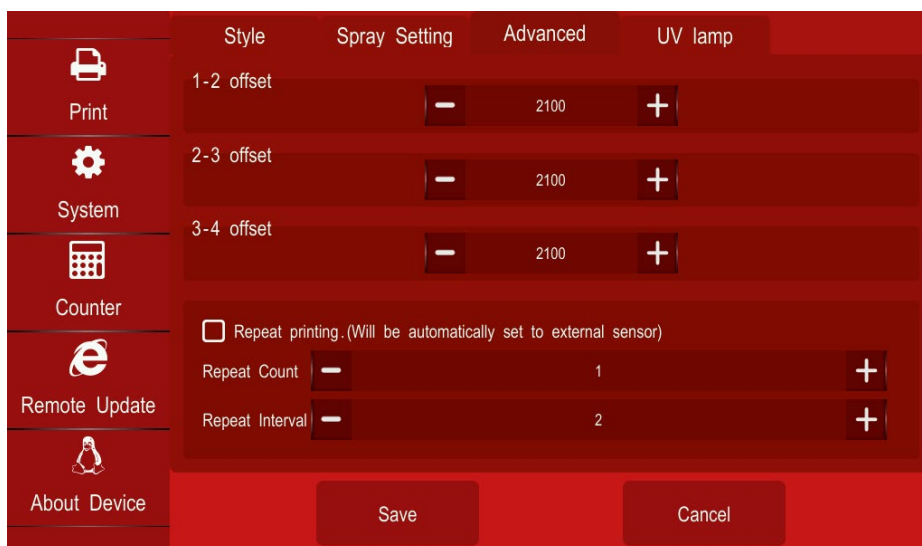 Style Spray Setting Advanced UV lamp
Print
System
Counter
Remote Update
About Device
1-2 offset
− 2100 +
2-3 offset
− 2100 +
3-4 offset
− 2100 +
Repeat printing.(Will be automatically set to external sensor)
Repeat Count − 1 +
Repeat Interval − 2 +
Save Cancel